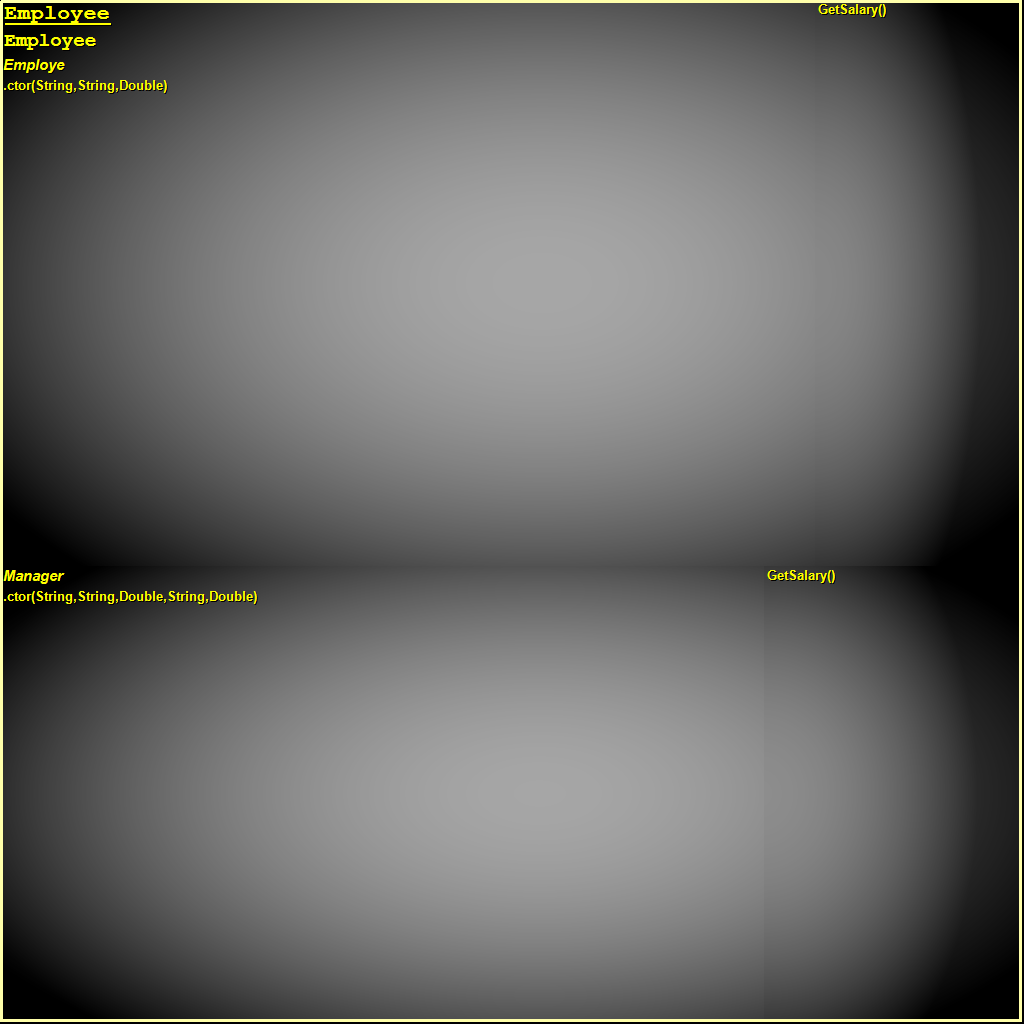 Employee
GetSalary()
Employee
Employe
.ctor(String,String,Double)
Manager
GetSalary()
.ctor(String,String,Double,String,Double)